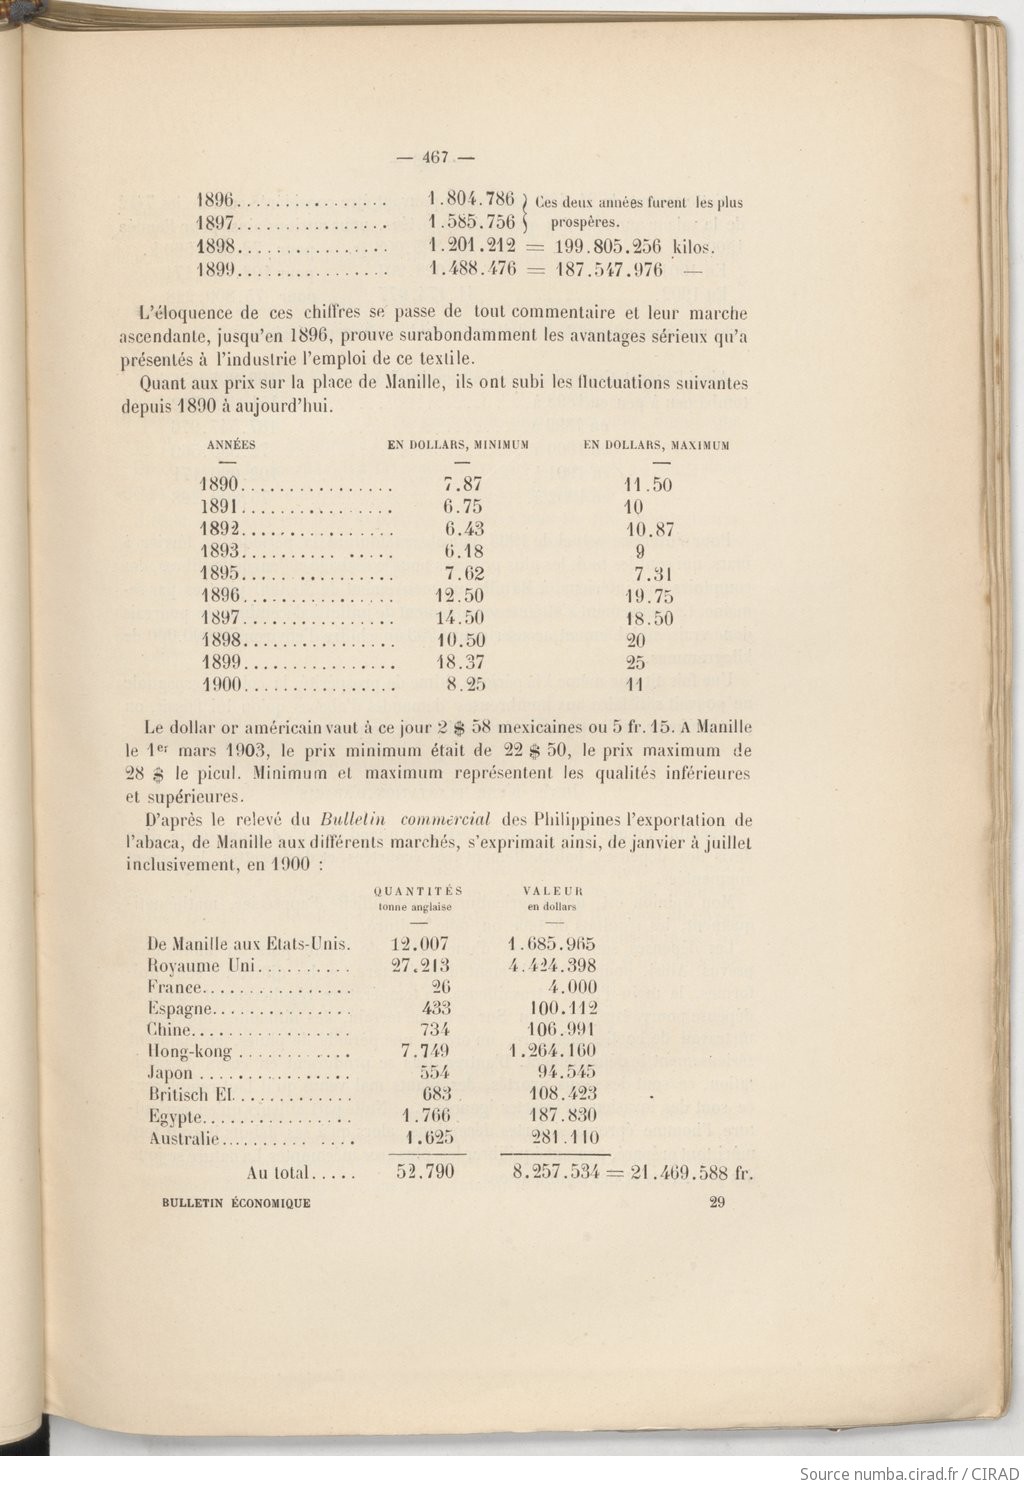 — 467 —
1896................ 1.804.786 } Ces deux années furent les plus
1897................ 1.585.756 } prospères.
1898................ 1.201.212 = 199.805.256 kilos.
1899................ 1.488.476 = 187.547.976 —
L'éloquence de ces chiffres se passe de tout commentaire et leur marche
ascendante, jusqu'en 1896, prouve surabondamment les avantages sérieux qu'a
présentés à l'industrie l'emploi de ce textile.
Quant aux prix sur la place de Manille, ils ont subi les fluctuations suivantes
depuis 1890 à aujourd'hui.
ANNÉES EN DOLLARS, MINIMUM EN DOLLARS, MAXIMUM
1890................ 7.87 11.50
1891................ 6.75 10
1892................ 6.43 10.87
1893.......... ..... 6.18 9
1895.... .......... 7.62 7.31
1896................ 12.50 19.75
1897................ 14.50 18.50
1898................ 10.50 20
1899................ 18.37 25
1900................ 8.25 11
Le dollar or américain vaut à ce jour 2 $ 58 mexicaines ou 5 fr. 15. A Manille
le 1er mars 1903, le prix minimum était de 22 $ 50, le prix maximum de
28 $ le picul. Minimum et maximum représentent les qualités inférieures
et supérieures.
D'après le relevé du Bulletin commercial des Philippines l'exportation de
l'abaca, de Manille aux différents marchés, s'exprimait ainsi, de janvier à juillet
inclusivement, en 1900 :
QUANTITÉS VALEUR
tonne anglaise en dollars
De Manille aux Etats-Unis. 12.007 1.685.965
Royaume Uni.......... 27.213 4.424.398
France................ 26 4.000
Espagne............... 433 100.112
Chine................. 734 106.991
Hong-kong ............ 7.749 1.264.160
Japon ................ 554 94.545
Britisch EI............ 683 108.423
Egypte................ 1.766 187.830
Australie.......... .... 1.625 281.110
Au total..... 52.790 8.257.534 = 21.469.588 fr.
BULLETIN ÉCONOMIQUE 29
Source numba.cirad.fr / CIRAD